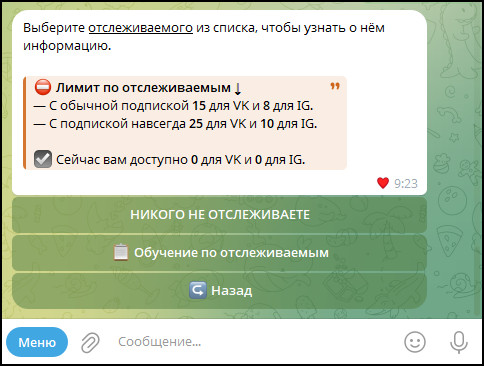 Выберите отслеживаемого из списка, чтобы узнать о нём
информацию.
⛔ Лимит по отслеживаемым ↓
— С обычной подпиской 15 для VK и 8 для IG.
— С подпиской навсегда 25 для VK и 10 для IG.
☑️ Сейчас вам доступно 0 для VK и 0 для IG.
❤️ 9:23
НИКОГО НЕ ОТСЛЕЖИВАЕТЕ
📋 Обучение по отслеживаемым
↪️ Назад
Меню Сообщение...